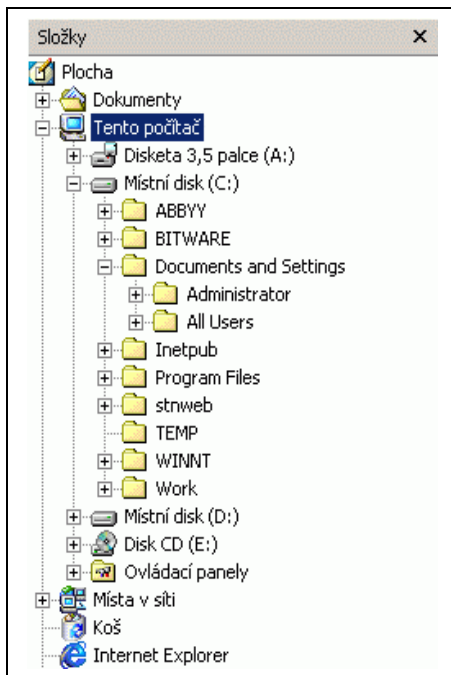 Složky
Plocha
Dokumenty
Tento počítač
Disketa 3,5 palce (A:)
Místní disk (C:)
ABBYY
BITWARE
Documents and Settings
Administrator
All Users
Inetpub
Program Files
stnweb
TEMP
WINNT
Work
Místní disk (D:)
Disk CD (E:)
Ovládací panely
Místa v síti
Koš
Internet Explorer